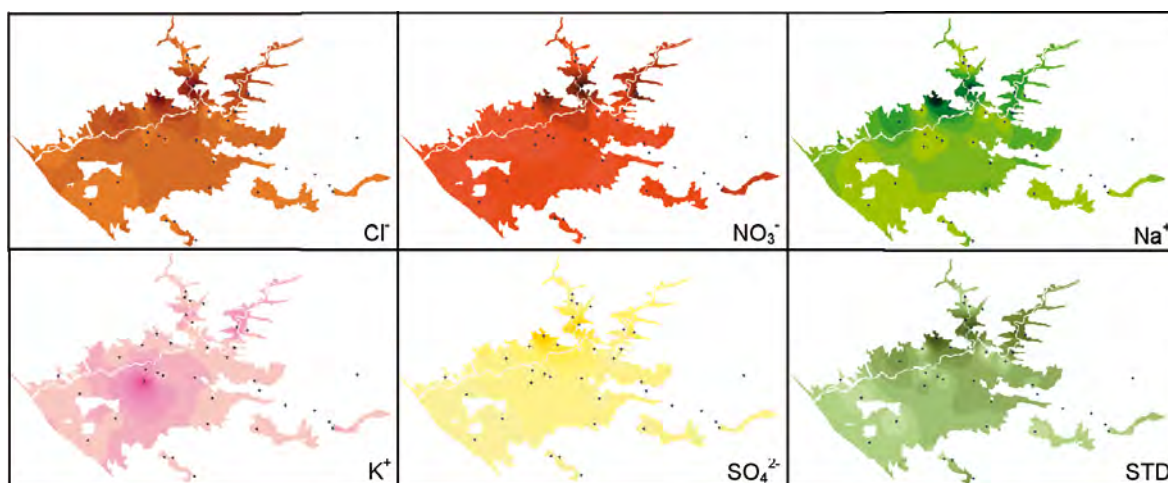 Cl⁻
NO₃⁻
Na⁺
K⁺
SO₄²⁻
STD